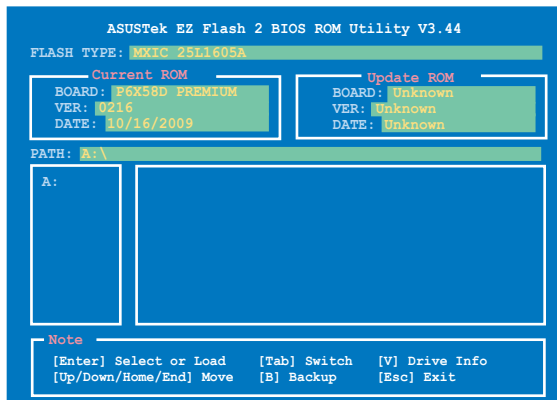 ASUSTek EZ Flash 2 BIOS ROM Utility V3.44
FLASH TYPE: MXIC 25L1605A
Current ROM
BOARD: P6X58D PREMIUM
VER: 0216
DATE: 10/16/2009
Update ROM
BOARD: Unknown
VER: Unknown
DATE: Unknown
PATH: A:\
A:
Note
[Enter] Select or Load [Tab] Switch [V] Drive Info
[Up/Down/Home/End] Move [B] Backup [Esc] Exit